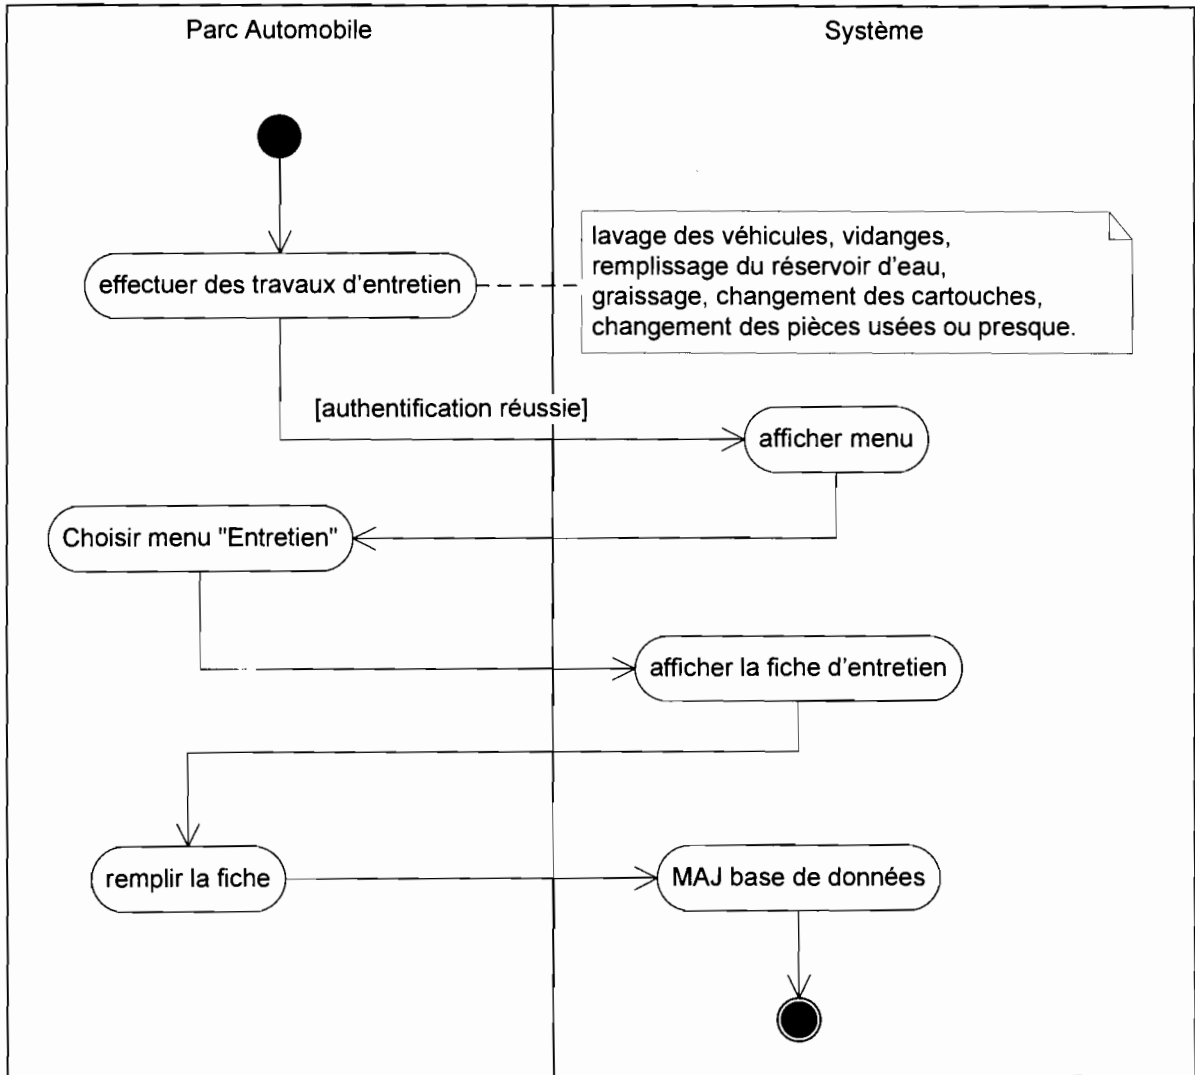 Parc Automobile
Système
effectuer des travaux d'entretien
lavage des véhicules, vidanges,
remplissage du réservoir d'eau,
graissage, changement des cartouches,
changement des pièces usées ou presque.
[authentification réussie]
afficher menu
Choisir menu "Entretien"
afficher la fiche d'entretien
remplir la fiche
MAJ base de données